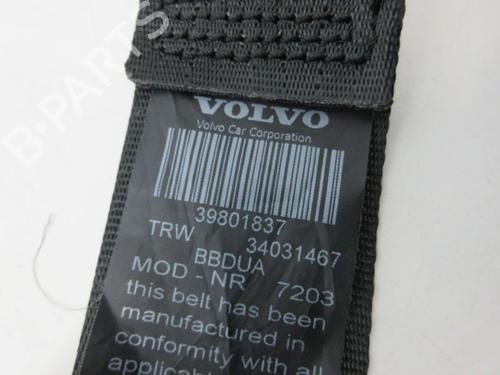 VOLVO
Volvo Car Corporation
39801837
TRW 34031467
BBDUA
MOD - NR 7203
this belt has been
manufactured in
conformity with all
B-PARTS